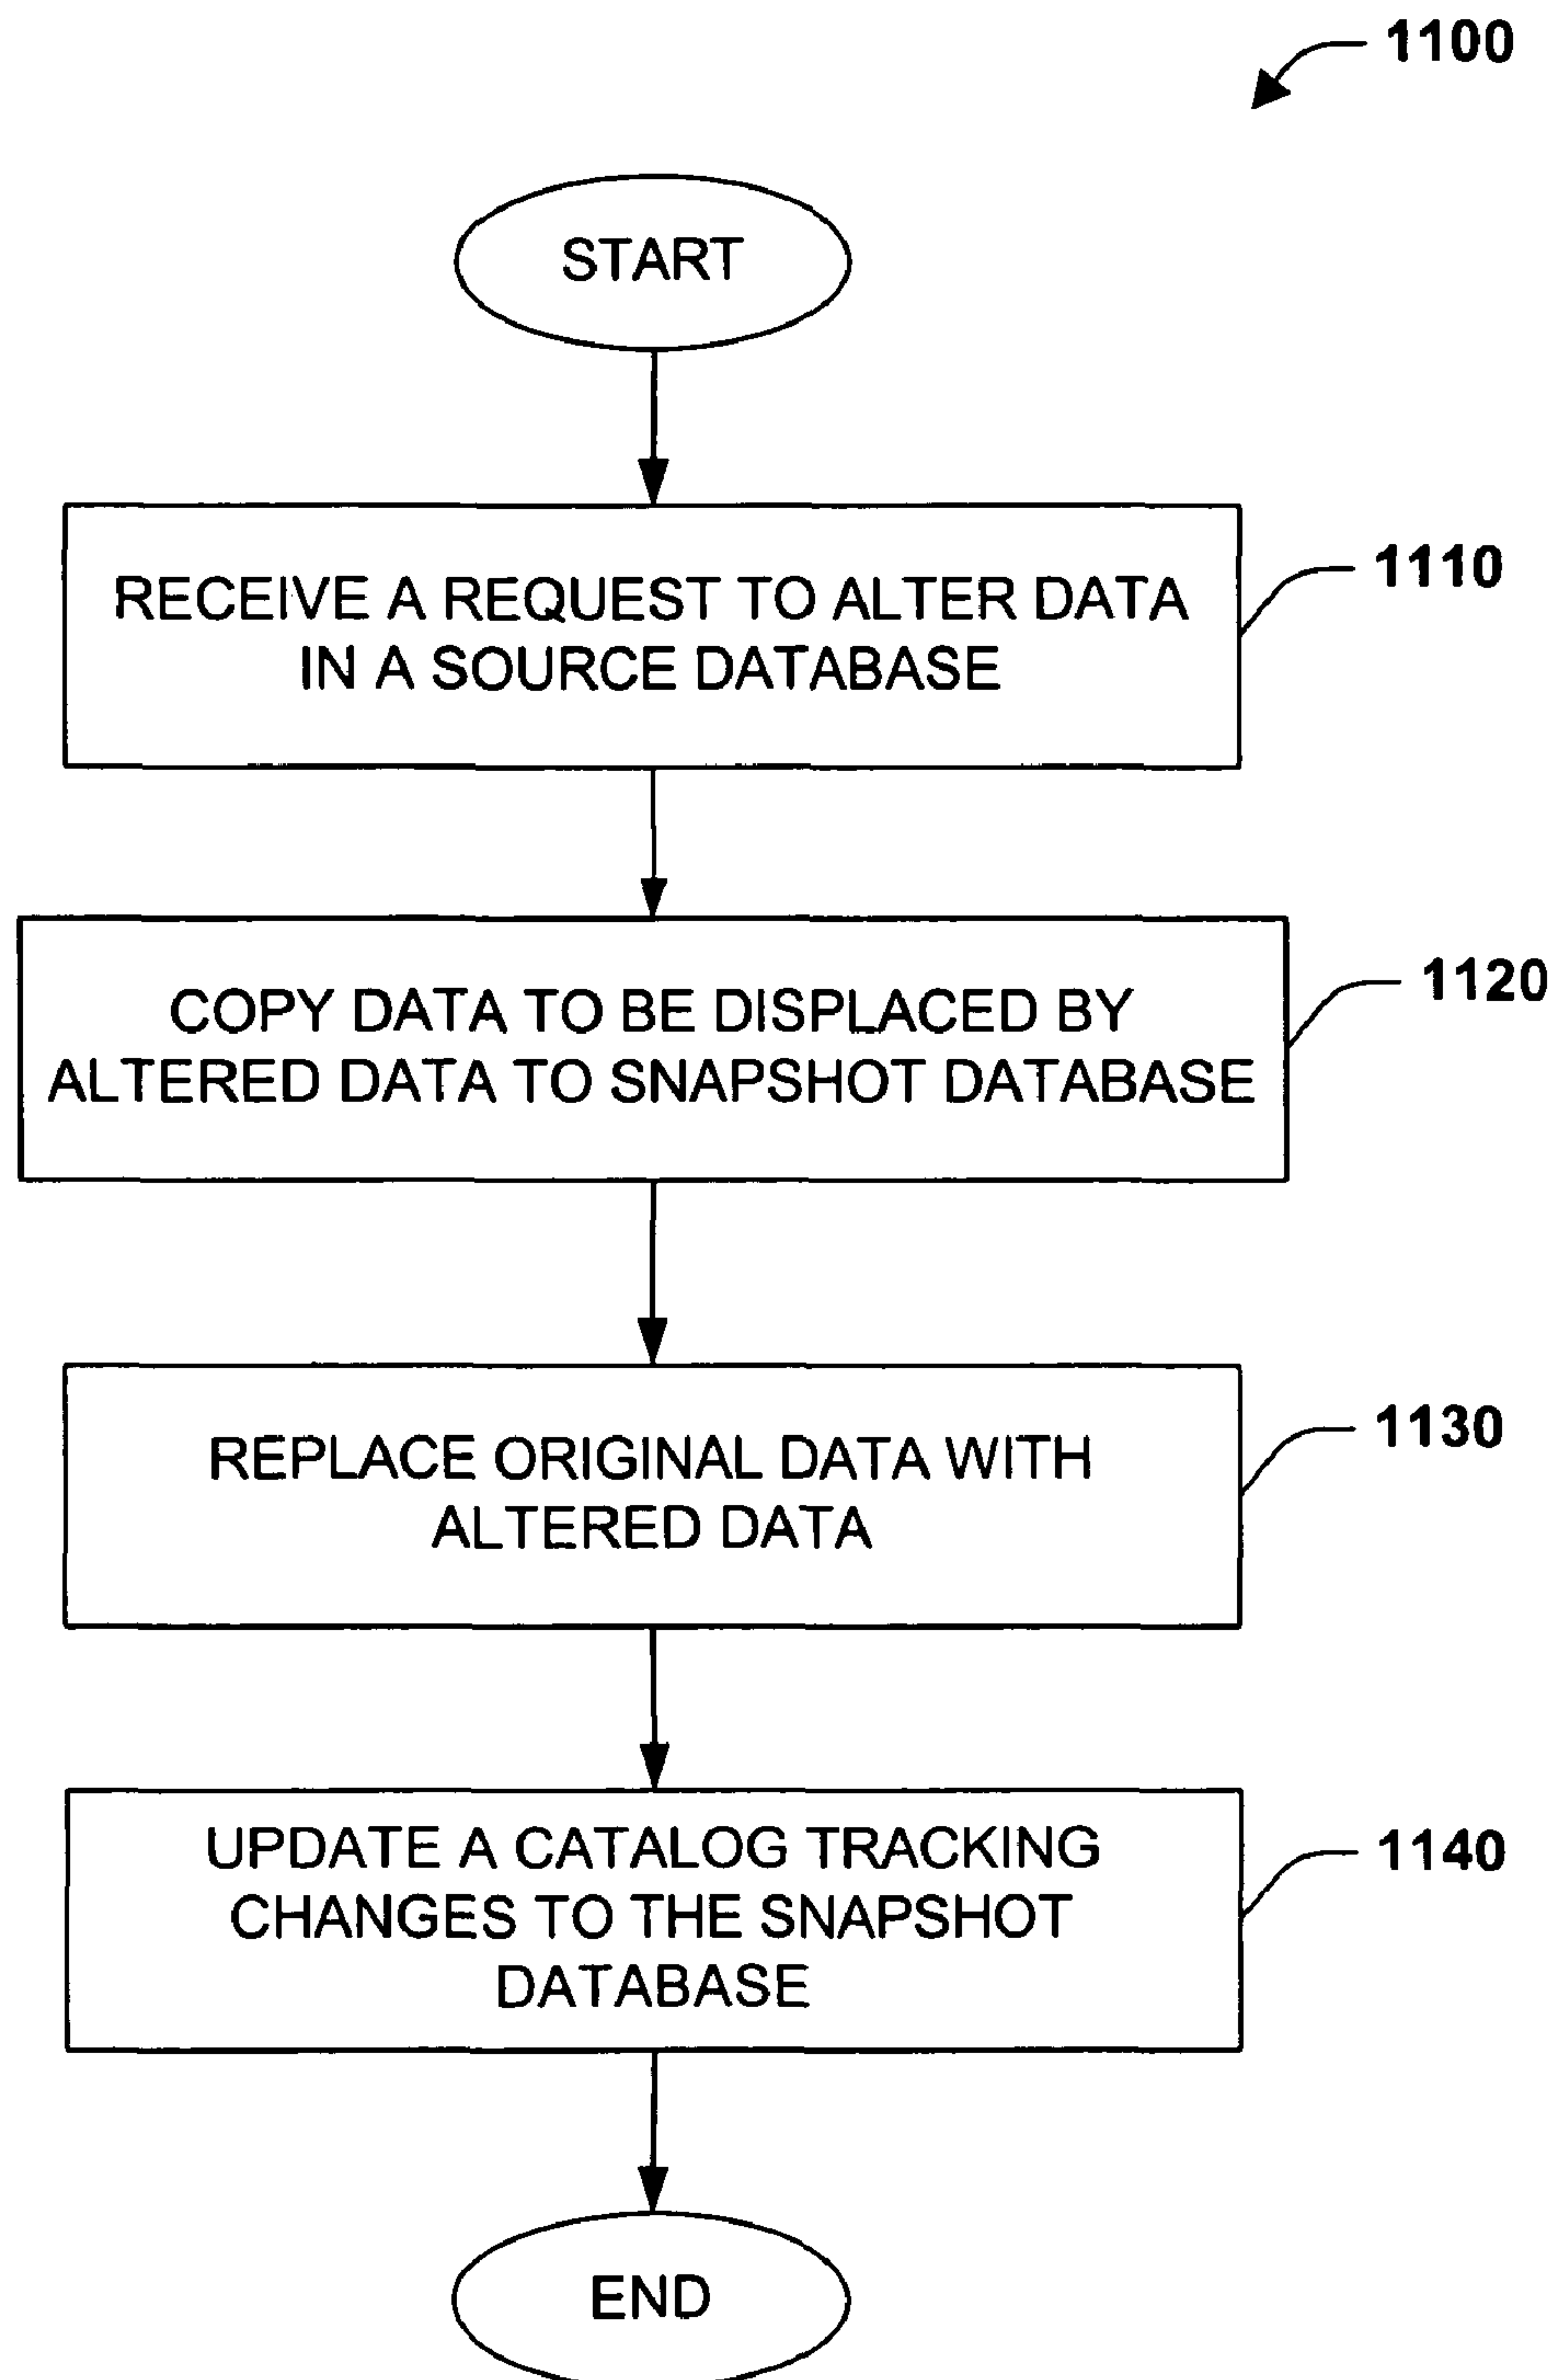 1100
START
RECEIVE A REQUEST TO ALTER DATA
IN A SOURCE DATABASE
1110
COPY DATA TO BE DISPLACED BY
ALTERED DATA TO SNAPSHOT DATABASE
1120
REPLACE ORIGINAL DATA WITH
ALTERED DATA
1130
UPDATE A CATALOG TRACKING
CHANGES TO THE SNAPSHOT
DATABASE
1140
END